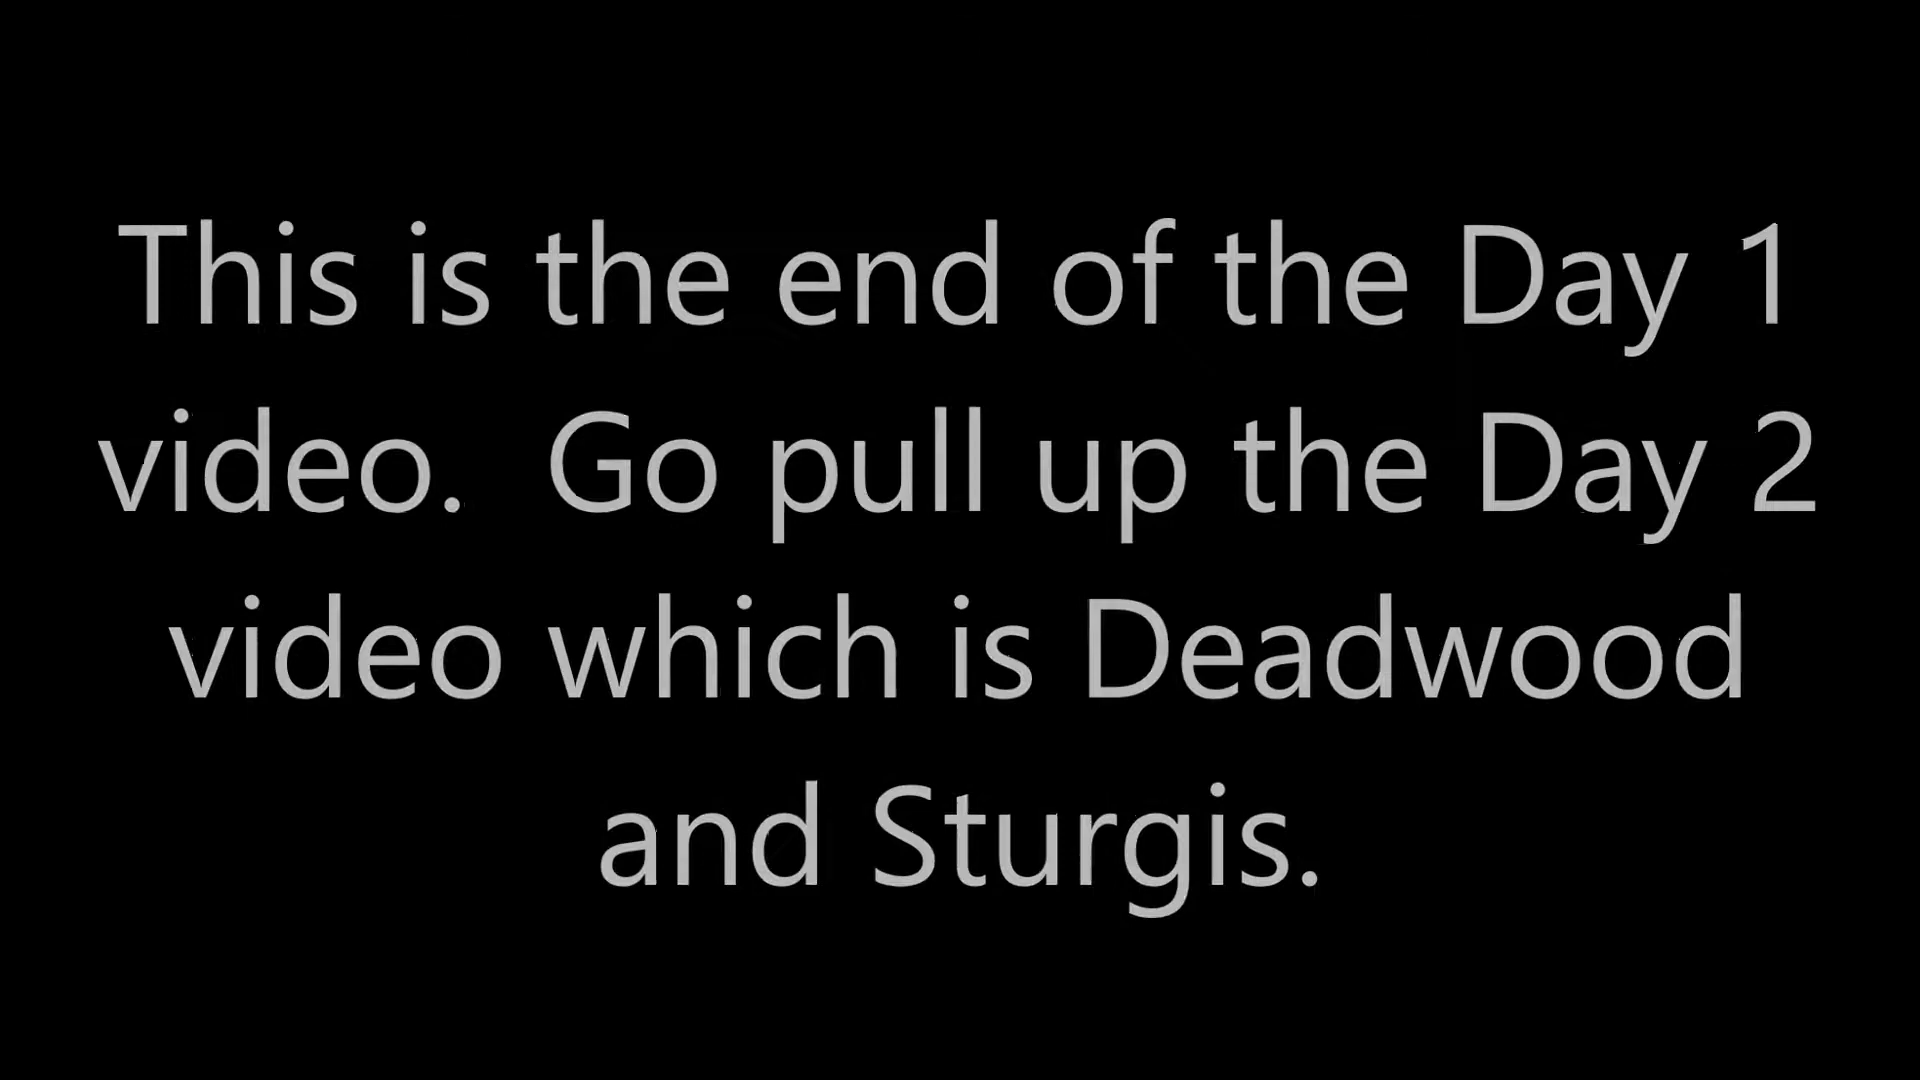 This is the end of the Day 1
video.  Go pull up the Day 2
video which is Deadwood
and Sturgis.